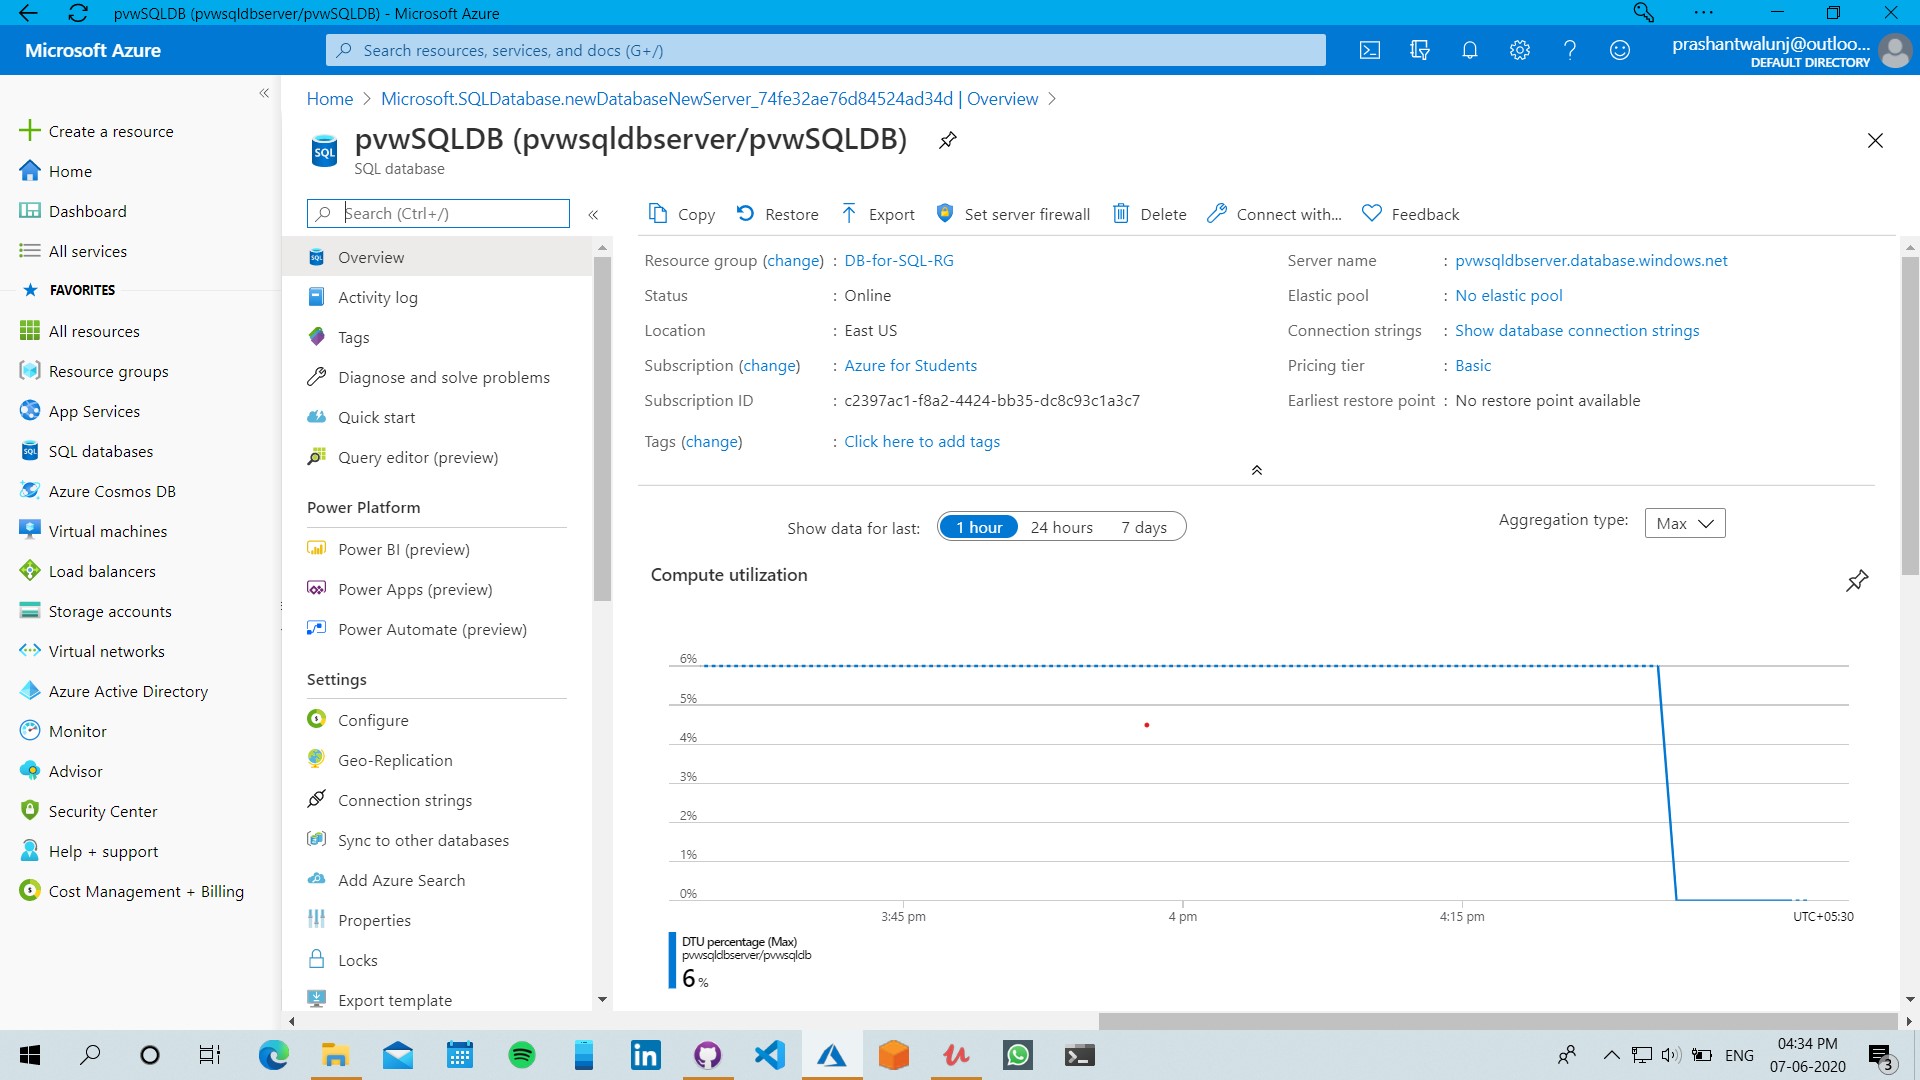 pvwSQLDB (pvwsqldbserver/pvwSQLDB) - Microsoft Azure
Microsoft Azure
Search resources, services, and docs (G+/)
prashantwalunj@outloo...
DEFAULT DIRECTORY
Create a resource
Home
Dashboard
All services
FAVORITES
All resources
Resource groups
App Services
SQL databases
Azure Cosmos DB
Virtual machines
Load balancers
Storage accounts
Virtual networks
Azure Active Directory
Monitor
Advisor
Security Center
Help + support
Cost Management + Billing
Home > Microsoft.SQLDatabase.newDatabaseNewServer_74fe32ae76d84524ad34d | Overview >
SQL
pvwSQLDB (pvwsqldbserver/pvwSQLDB)
SQL database
Search (Ctrl+/)
Overview
Activity log
Tags
Diagnose and solve problems
Quick start
Query editor (preview)
Power Platform
Power BI (preview)
Power Apps (preview)
Power Automate (preview)
Settings
Configure
Geo-Replication
Connection strings
Sync to other databases
Add Azure Search
Properties
Locks
Export template
Copy Restore Export Set server firewall Delete Connect with... Feedback
Resource group (change) : DB-for-SQL-RG
Status : Online
Location : East US
Subscription (change) : Azure for Students
Subscription ID : c2397ac1-f8a2-4424-bb35-dc8c93c1a3c7
Tags (change) : Click here to add tags
Server name : pvwsqldbserver.database.windows.net
Elastic pool : No elastic pool
Connection strings : Show database connection strings
Pricing tier : Basic
Earliest restore point : No restore point available
Show data for last: 1 hour 24 hours 7 days
Aggregation type: Max
Compute utilization
6%
5%
4%
3%
2%
1%
0%
3:45 pm 4 pm 4:15 pm UTC+05:30
DTU percentage (Max)
pvwsqldbserver/pvwsqldb
6 %
ENG
04:34 PM
07-06-2020
3